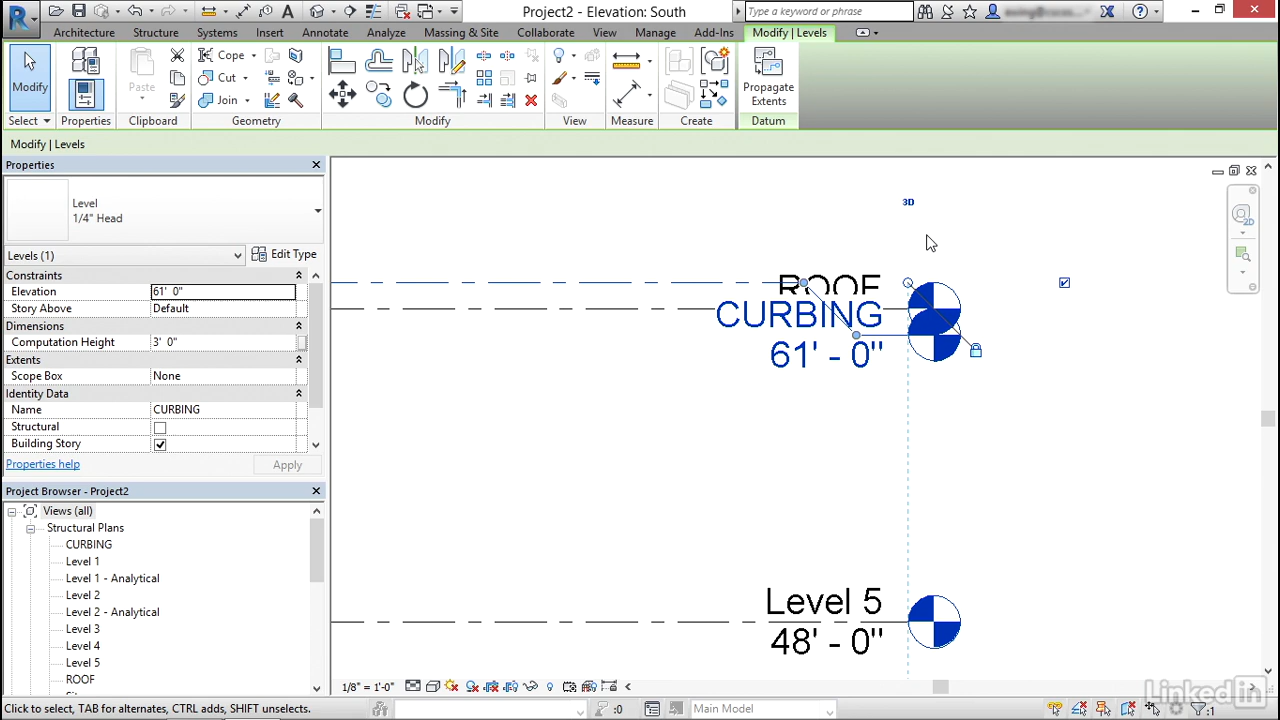 Project2 - Elevation: South
Type a keyword or phrase
Architecture Structure Systems Insert Annotate Analyze Massing & Site Collaborate View Manage Add-Ins Modify | Levels
Modify
Select
Properties
Paste
Clipboard
Cope
Cut
Join
Geometry
Modify
View
Measure
Create
Propagate
Extents
Datum
Modify | Levels
Properties
Level
1/4" Head
Levels (1)
Edit Type
Constraints
Elevation 61' 0"
Story Above Default
Dimensions
Computation Height 3' 0"
Extents
Scope Box None
Identity Data
Name CURBING
Structural
Building Story
Properties help
Apply
Project Browser - Project2
Views (all)
Structural Plans
CURBING
Level 1
Level 1 - Analytical
Level 2
Level 2 - Analytical
Level 3
Level 4
Level 5
ROOF
3D
2D
ROOF
CURBING
61' - 0"
Level 5
48' - 0"
1/8" = 1'-0"
Click to select, TAB for alternates, CTRL adds, SHIFT unselects.
:0
Main Model
:1
Linked in